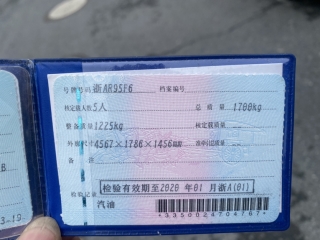 号牌号码 浙AR95F6 档案编号
核定载人数 5人 总质量 1700kg
整备质量 1225kg 核定载质量
外廓尺寸 4567×1786×1456mm 准牵引总质量
备注
检验有效期至2020年01月浙A(01)
检验记录
汽油
*3350024704767*
3-19